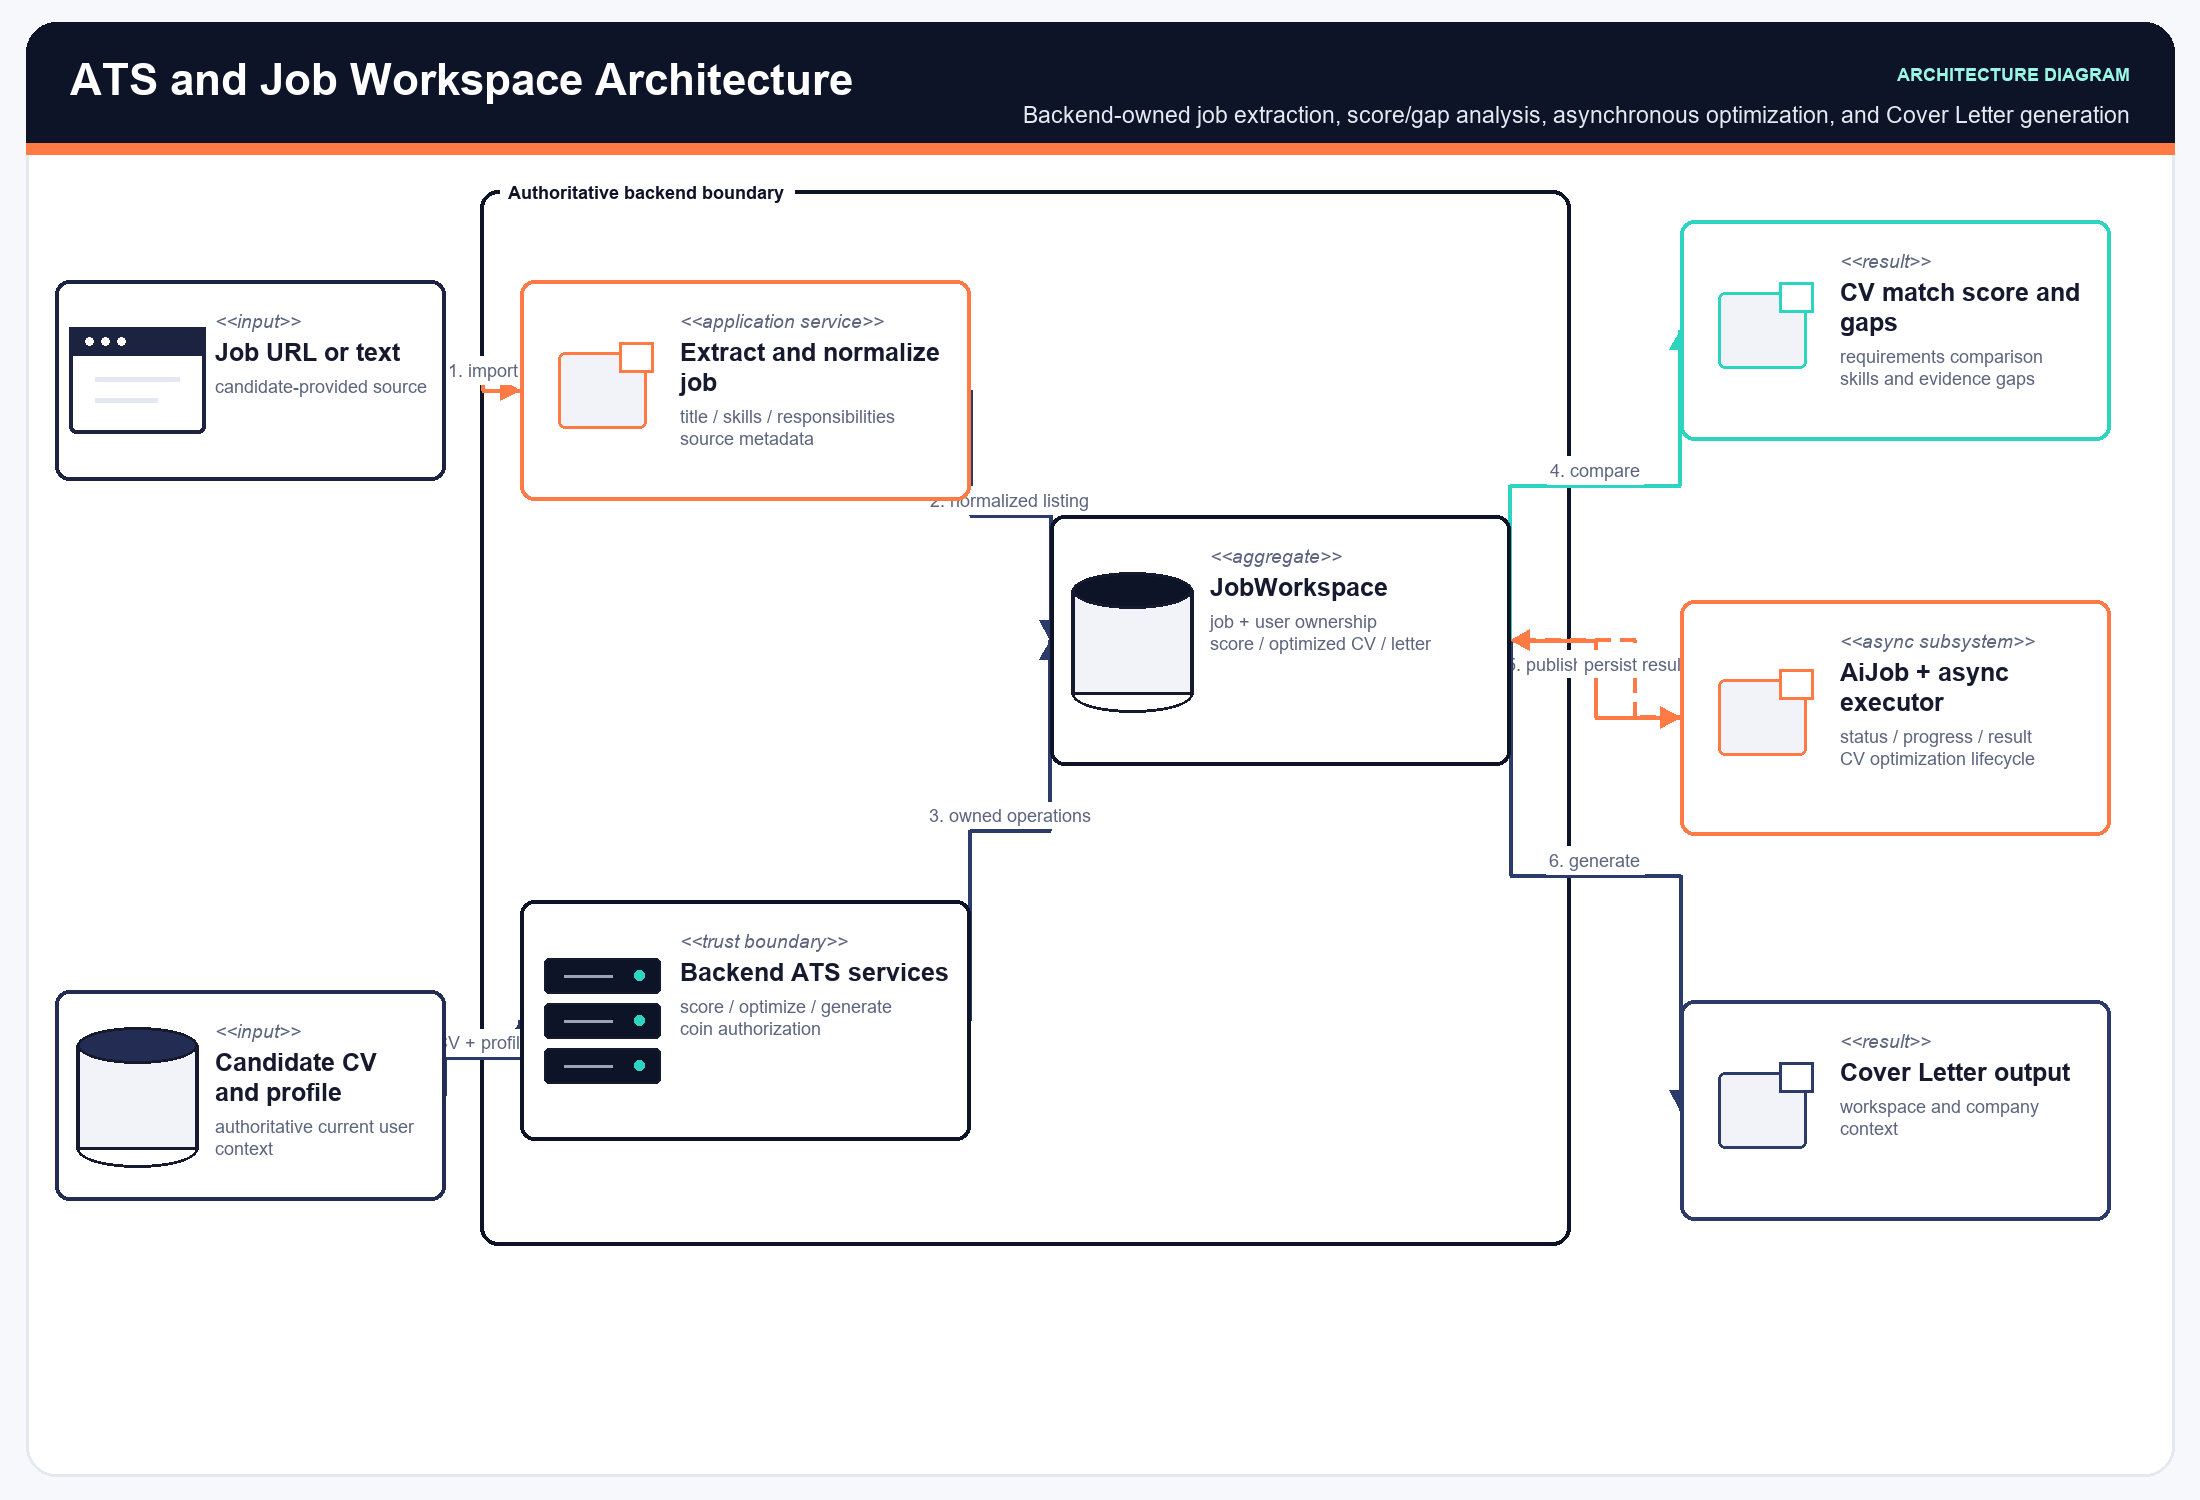 ATS and Job Workspace Architecture
ARCHITECTURE DIAGRAM
Backend-owned job extraction, score/gap analysis, asynchronous optimization, and Cover Letter generation
Authoritative backend boundary
<<input>>
Job URL or text
candidate-provided source
1. import
<<application service>>
Extract and normalize
job
title / skills / responsibilities
source metadata
2. normalized listing
<<aggregate>>
JobWorkspace
job + user ownership
score / optimized CV / letter
3. owned operations
<<trust boundary>>
Backend ATS services
score / optimize / generate
coin authorization
<<input>>
Candidate CV
and profile
authoritative current user
context
+
4. compare
<<result>>
CV match score and
gaps
requirements comparison
skills and evidence gaps
5. publish persist
<<async subsystem>>
AiJob + async
executor
status / progress / result
CV optimization lifecycle
6. generate
<<result>>
Cover Letter output
workspace and company
context